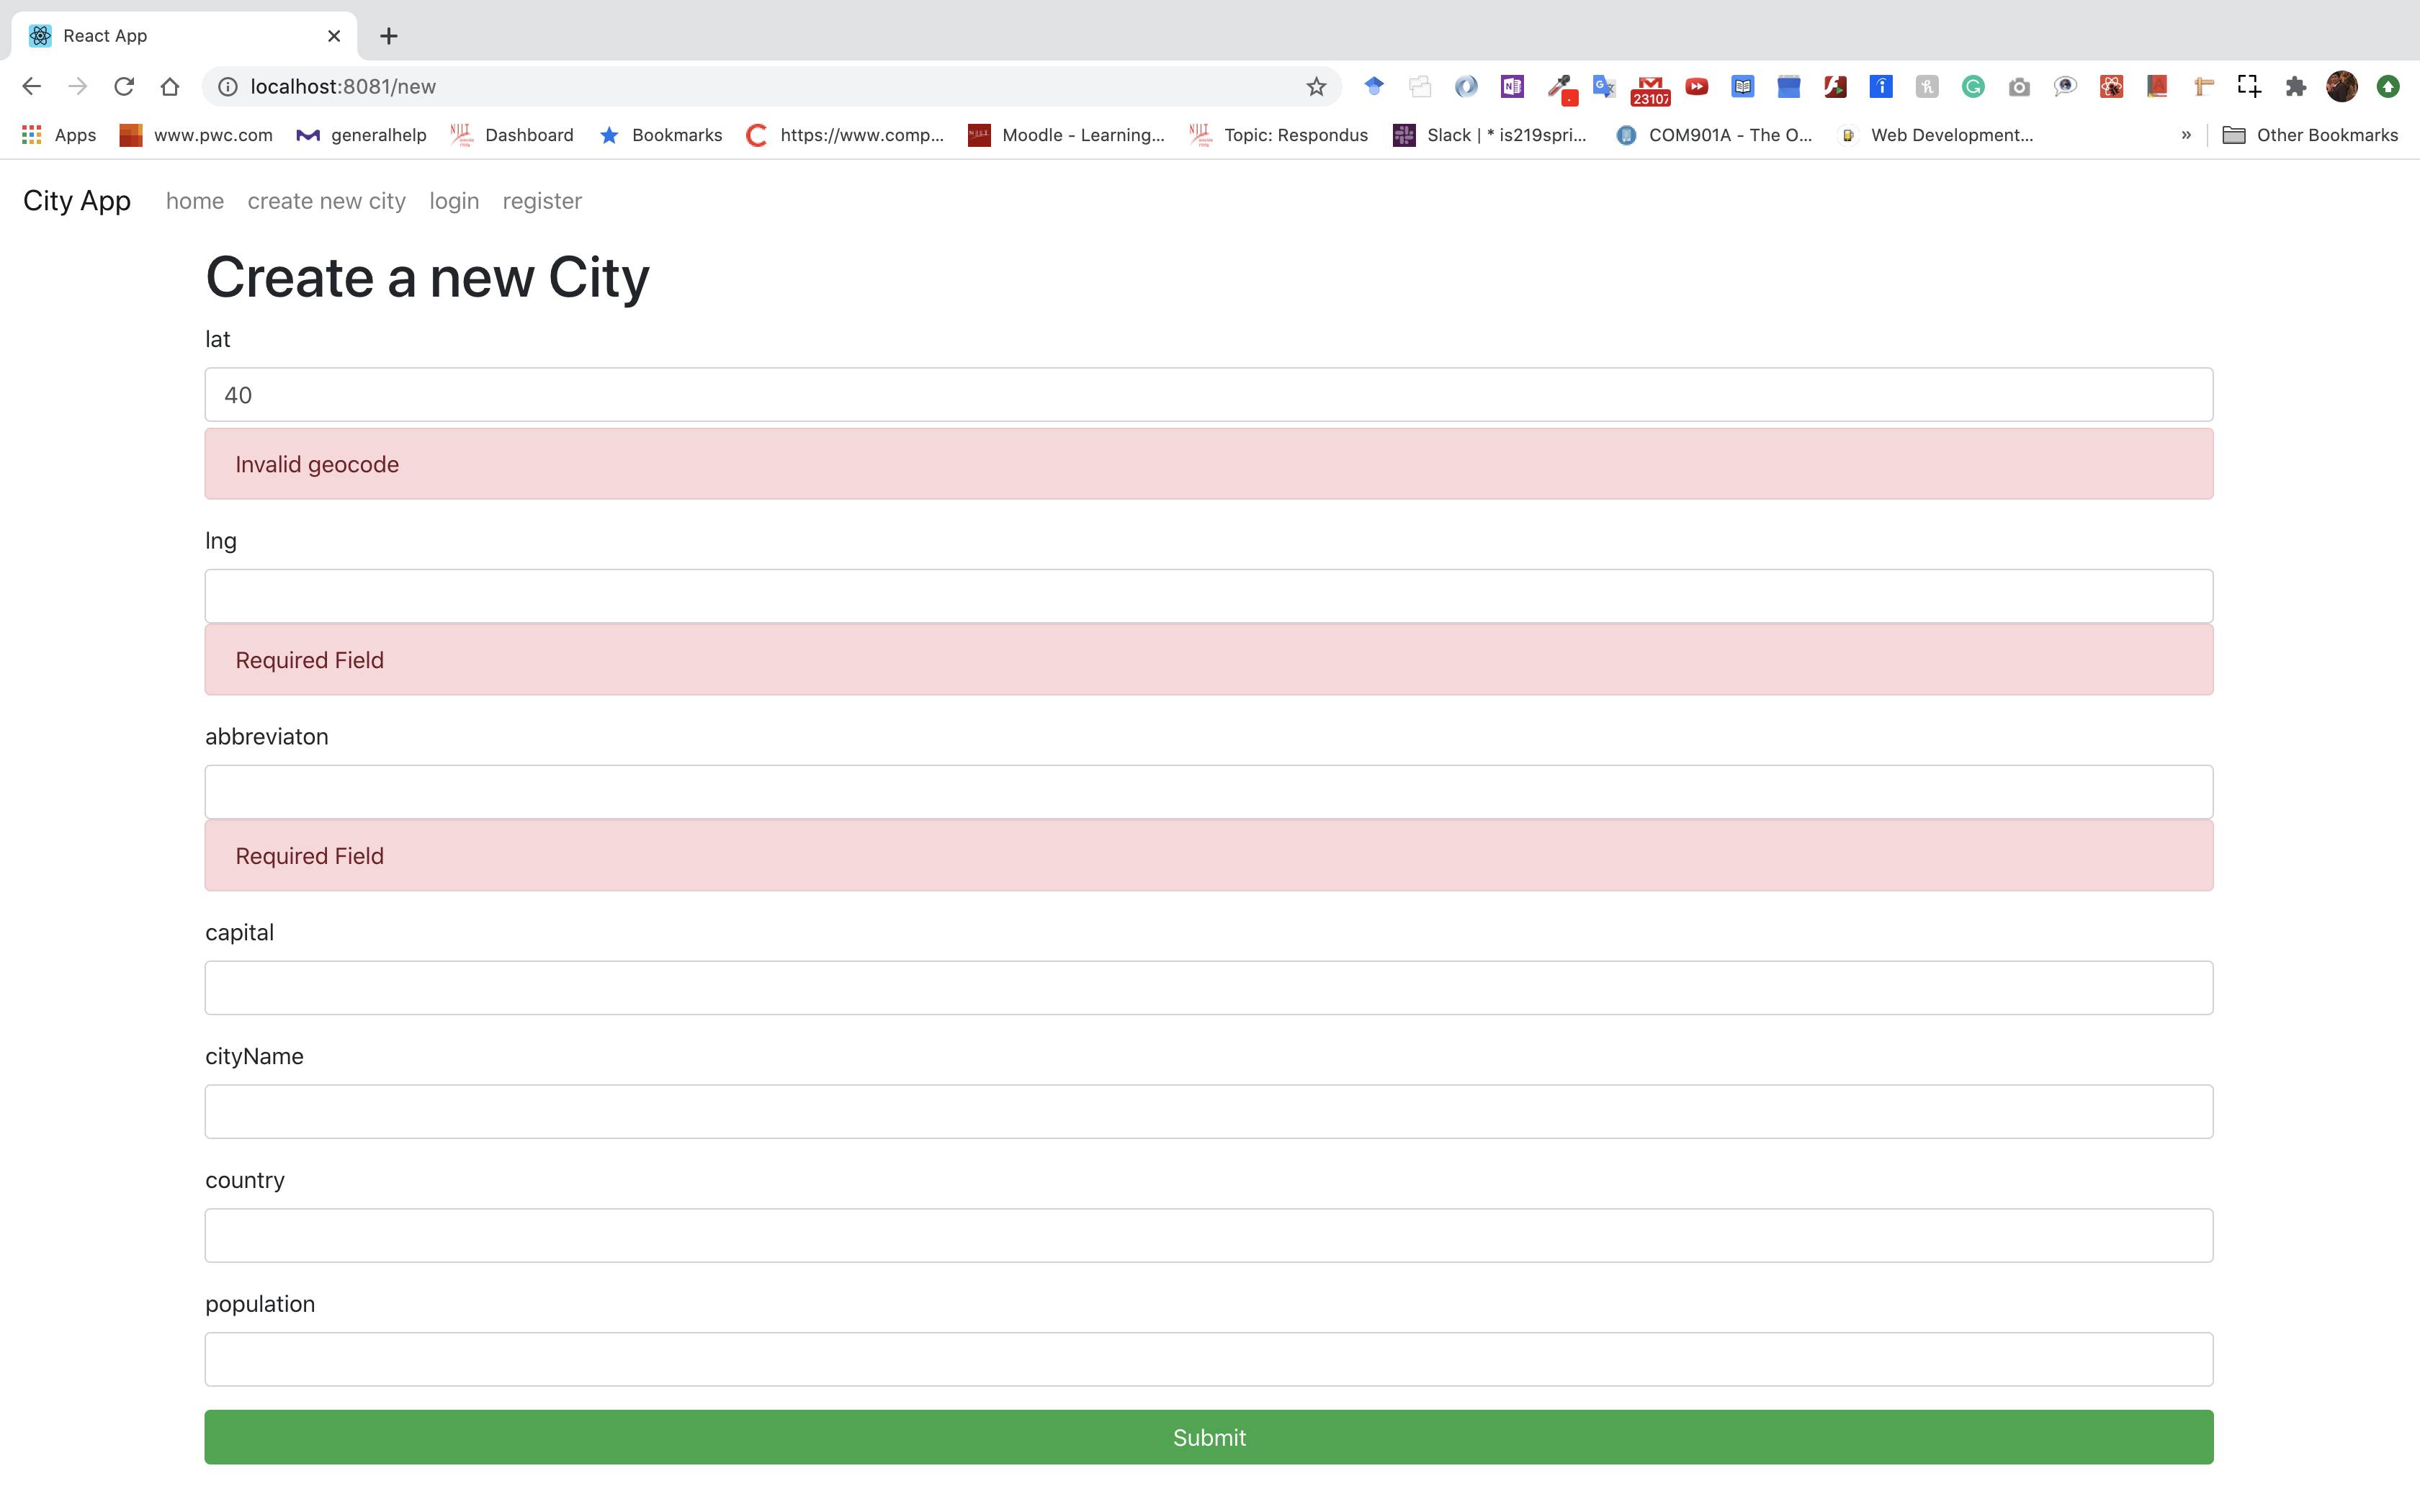 React App
localhost:8081/new
23107
Apps www.pwc.com generalhelp Dashboard Bookmarks https://www.comp... Moodle - Learning... Topic: Respondus Slack | * is219spri... COM901A - The O... Web Development... » Other Bookmarks
City App home create new city login register
Create a new City
lat
40
Invalid geocode
lng
Required Field
abbreviaton
Required Field
capital
cityName
country
population
Submit